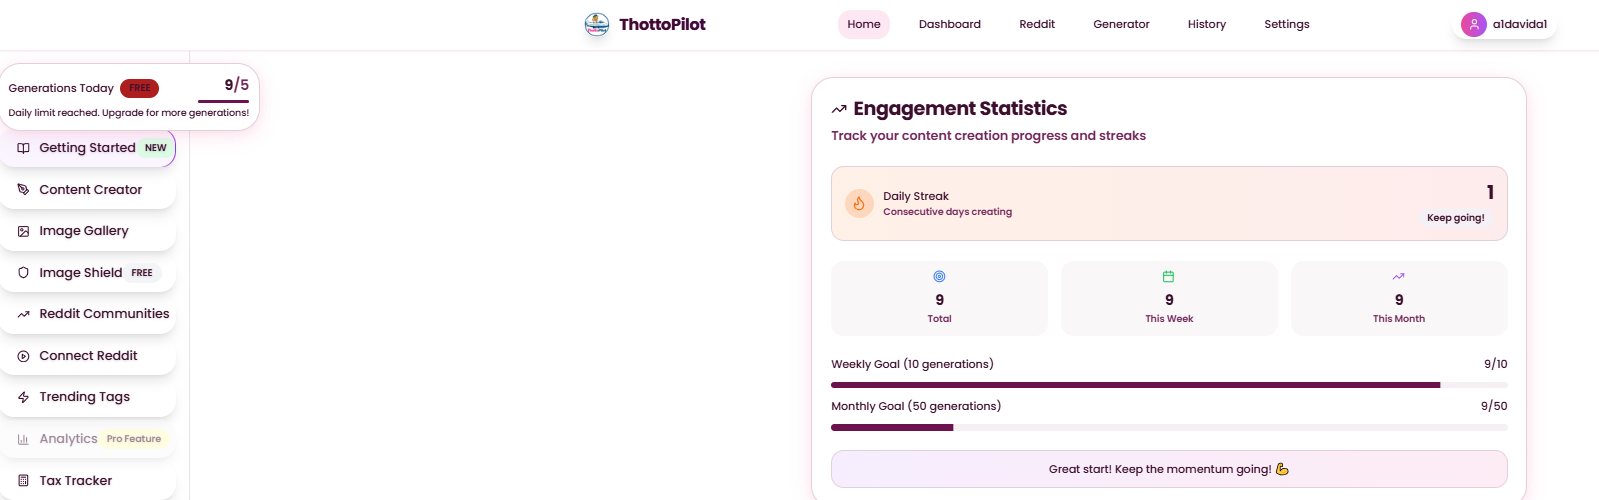 ThottoPilot
Home
Dashboard
Reddit
Generator
History
Settings
a1davida1
Generations Today FREE 9/5
Daily limit reached. Upgrade for more generations!
Getting Started NEW
Content Creator
Image Gallery
Image Shield FREE
Reddit Communities
Connect Reddit
Trending Tags
Analytics Pro Feature
Tax Tracker
Engagement Statistics
Track your content creation progress and streaks
Daily Streak
Consecutive days creating
1
Keep going!
9
Total
9
This Week
9
This Month
Weekly Goal (10 generations) 9/10
Monthly Goal (50 generations) 9/50
Great start! Keep the momentum going! 💪